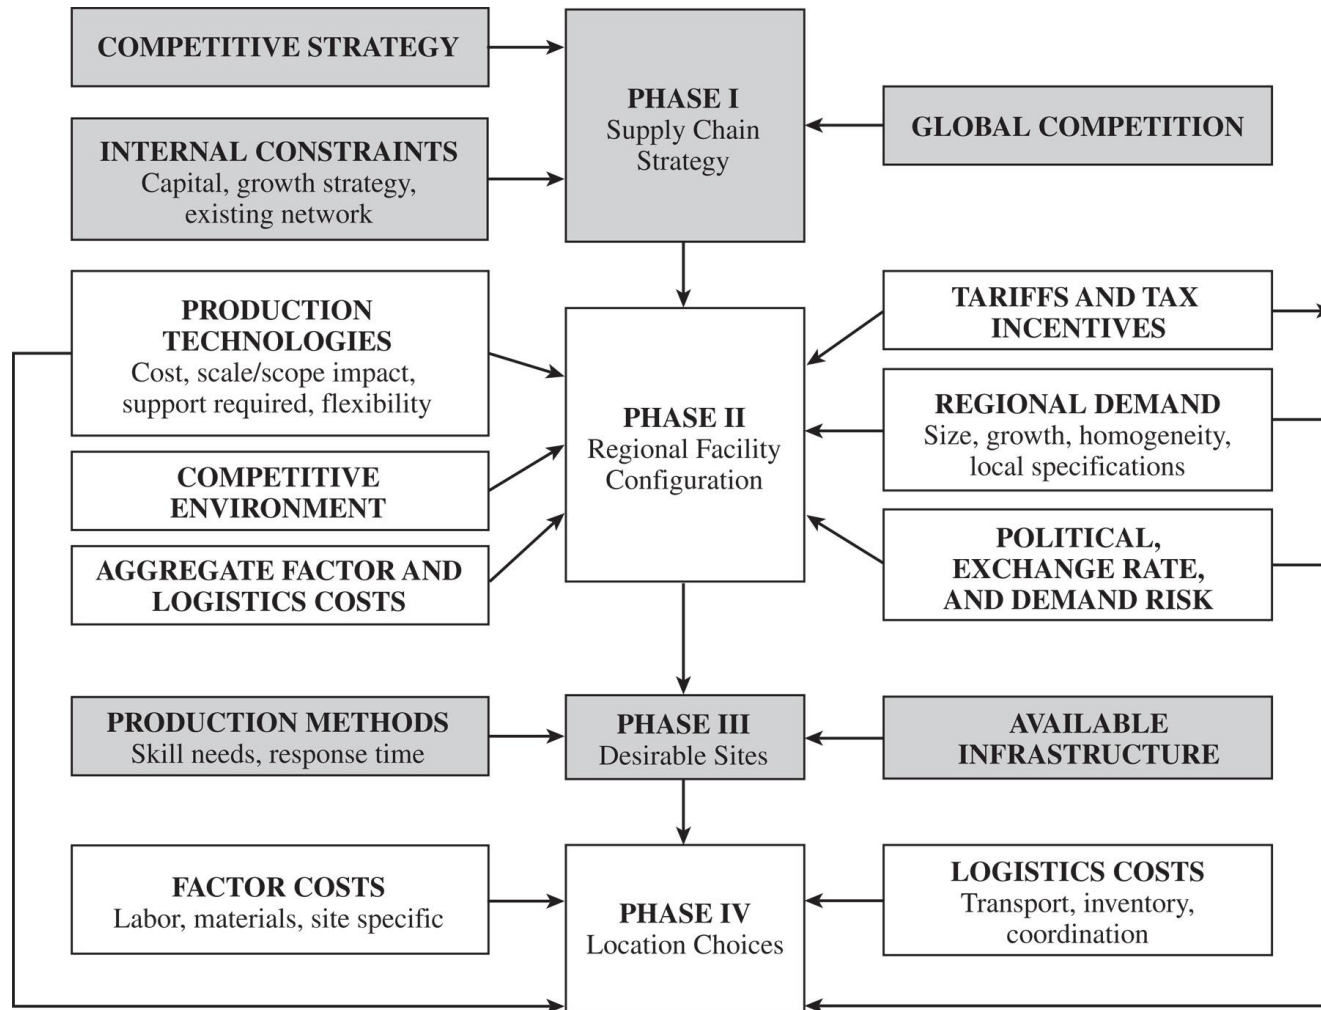 COMPETITIVE STRATEGY
INTERNAL CONSTRAINTS
Capital, growth strategy,
existing network
PHASE I
Supply Chain
Strategy
GLOBAL COMPETITION
PRODUCTION
TECHNOLOGIES
Cost, scale/scope impact,
support required, flexibility
COMPETITIVE
ENVIRONMENT
AGGREGATE FACTOR AND
LOGISTICS COSTS
PHASE II
Regional Facility
Configuration
TARIFFS AND TAX
INCENTIVES
REGIONAL DEMAND
Size, growth, homogeneity,
local specifications
POLITICAL,
EXCHANGE RATE,
AND DEMAND RISK
PRODUCTION METHODS
Skill needs, response time
PHASE III
Desirable Sites
AVAILABLE
INFRASTRUCTURE
FACTOR COSTS
Labor, materials, site specific
PHASE IV
Location Choices
LOGISTICS COSTS
Transport, inventory,
coordination